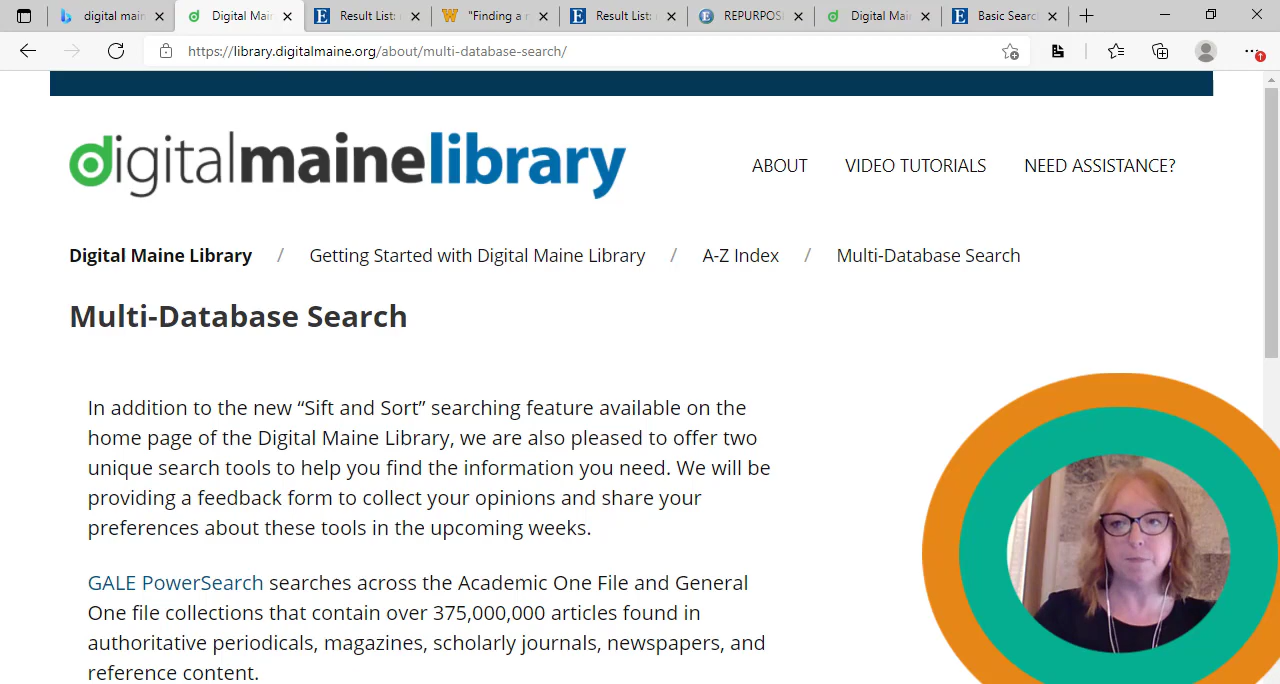 digital main
Digital Main
Result List:
"Finding a r
Result List:
REPURPOS
Digital Mai
Basic Searc
https://library.digitalmaine.org/about/multi-database-search/
digitalmainelibrary
ABOUT
VIDEO TUTORIALS
NEED ASSISTANCE?
Digital Maine Library / Getting Started with Digital Maine Library / A-Z Index / Multi-Database Search
Multi-Database Search
In addition to the new “Sift and Sort” searching feature available on the
home page of the Digital Maine Library, we are also pleased to offer two
unique search tools to help you find the information you need. We will be
providing a feedback form to collect your opinions and share your
preferences about these tools in the upcoming weeks.
GALE PowerSearch searches across the Academic One File and General
One file collections that contain over 375,000,000 articles found in
authoritative periodicals, magazines, scholarly journals, newspapers, and
reference content.